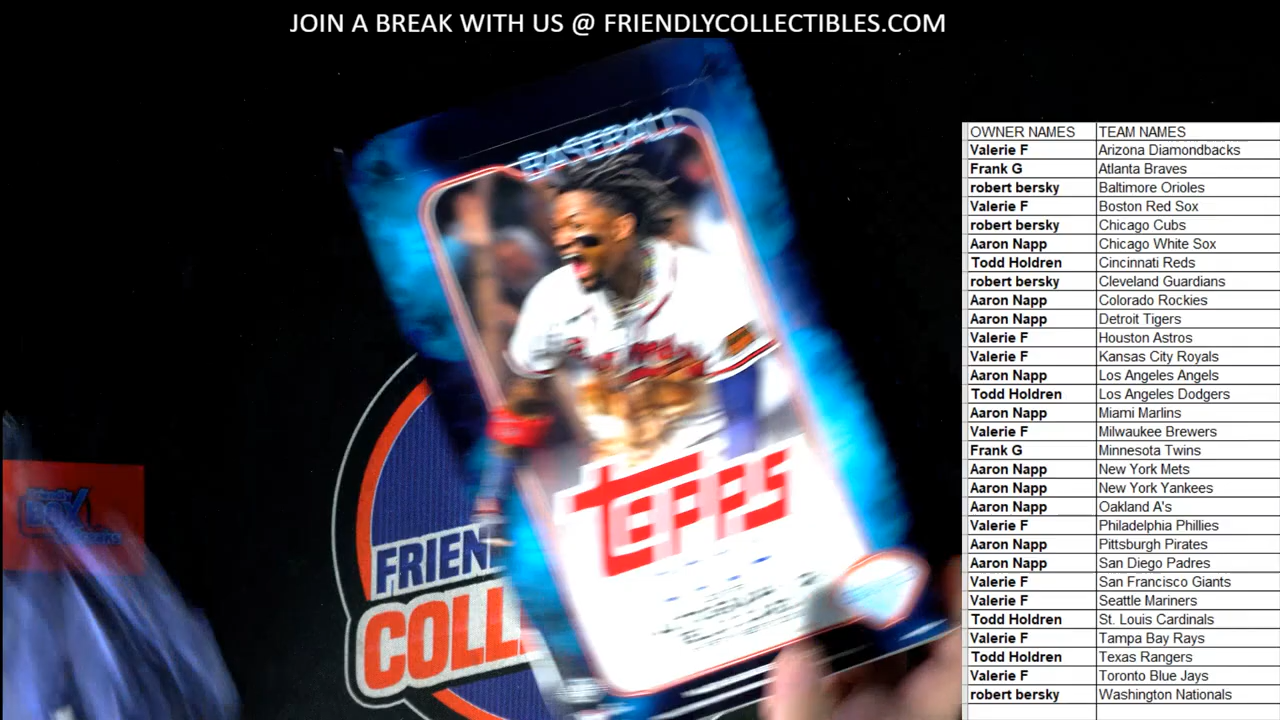 JOIN A BREAK WITH US @ FRIENDLYCOLLECTIBLES.COM
BASEBALL
TOPPS
FRIEN
COLL
OWNER NAMES TEAM NAMES
Valerie F Arizona Diamondbacks
Frank G Atlanta Braves
robert bersky Baltimore Orioles
Valerie F Boston Red Sox
robert bersky Chicago Cubs
Aaron Napp Chicago White Sox
Todd Holdren Cincinnati Reds
robert bersky Cleveland Guardians
Aaron Napp Colorado Rockies
Aaron Napp Detroit Tigers
Valerie F Houston Astros
Valerie F Kansas City Royals
Aaron Napp Los Angeles Angels
Todd Holdren Los Angeles Dodgers
Aaron Napp Miami Marlins
Valerie F Milwaukee Brewers
Frank G Minnesota Twins
Aaron Napp New York Mets
Aaron Napp New York Yankees
Aaron Napp Oakland A's
Valerie F Philadelphia Phillies
Aaron Napp Pittsburgh Pirates
Aaron Napp San Diego Padres
Valerie F San Francisco Giants
Valerie F Seattle Mariners
Todd Holdren St. Louis Cardinals
Valerie F Tampa Bay Rays
Todd Holdren Texas Rangers
Valerie F Toronto Blue Jays
robert bersky Washington Nationals